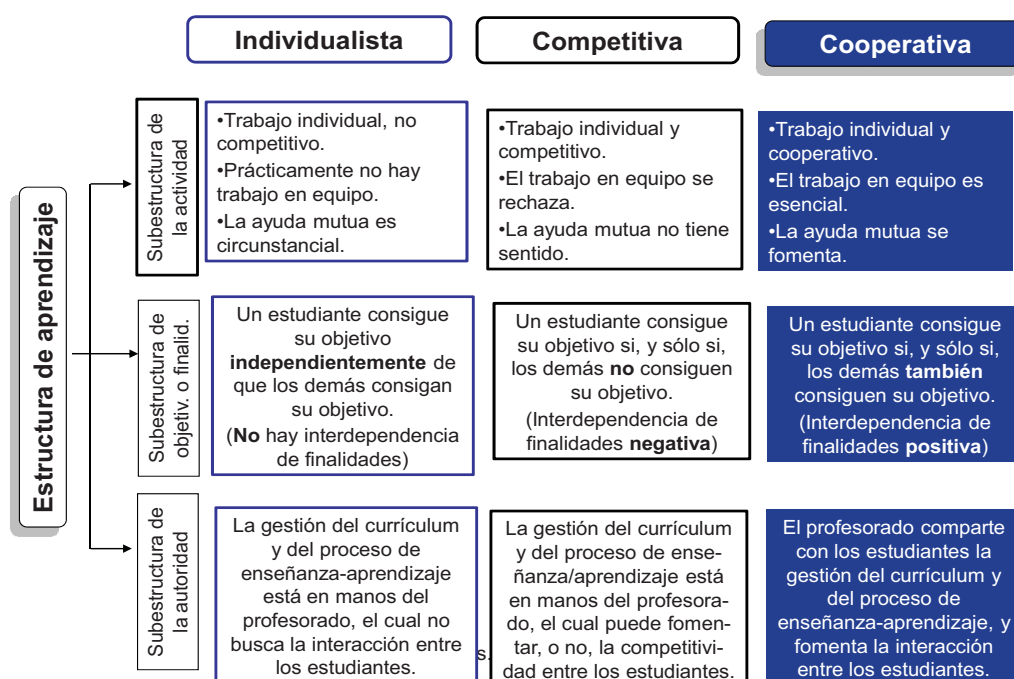 Individualista
Competitiva
Cooperativa
Estructura de aprendizaje
Subestructura de
la actividad
•Trabajo individual, no
competitivo.
•Prácticamente no hay
trabajo en equipo.
•La ayuda mutua es
circunstancial.
•Trabajo individual y
competitivo.
•El trabajo en equipo se
rechaza.
•La ayuda mutua no tiene
sentido.
•Trabajo individual y
cooperativo.
•El trabajo en equipo es
esencial.
•La ayuda mutua se
fomenta.
Subestructura de
objetiv. o finalid.
Un estudiante consigue
su objetivo
independientemente de
que los demás consigan
su objetivo.
(No hay interdependencia
de finalidades)
Un estudiante consigue
su objetivo si, y sólo si,
los demás no consiguen
su objetivo.
(Interdependencia de
finalidades negativa)
Un estudiante consigue
su objetivo si, y sólo si,
los demás también
consiguen su objetivo.
(Interdependencia de
finalidades positiva)
Subestructura de
la autoridad
La gestión del currículum
y del proceso de
enseñanza-aprendizaje
está en manos del
profesorado, el cual no
busca la interacción entre
los estudiantes.
s.
La gestión del currículum
y del proceso de ense-
ñanza/aprendizaje está
en manos del profesora-
do, el cual puede fomen-
tar, o no, la competitivi-
dad entre los estudiantes.
El profesorado comparte
con los estudiantes la
gestión del currículum y
del proceso de
enseñanza-aprendizaje, y
fomenta la interacción
entre los estudiantes.